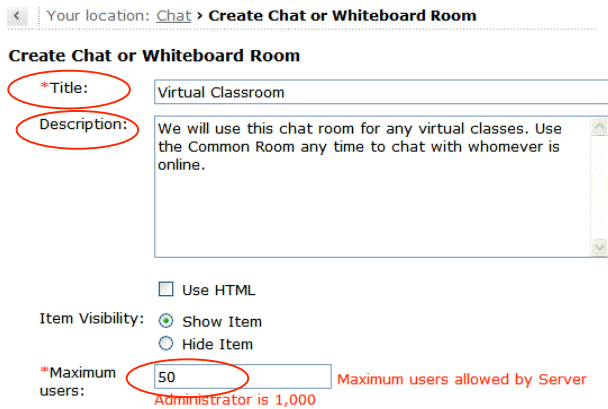 Your location: Chat › Create Chat or Whiteboard Room
Create Chat or Whiteboard Room
*Title:
Virtual Classroom
Description:
We will use this chat room for any virtual classes. Use
the Common Room any time to chat with whomever is
online.
Use HTML
Item Visibility:
Show Item
Hide Item
*Maximum
users:
50
Maximum users allowed by Server
Administrator is 1,000